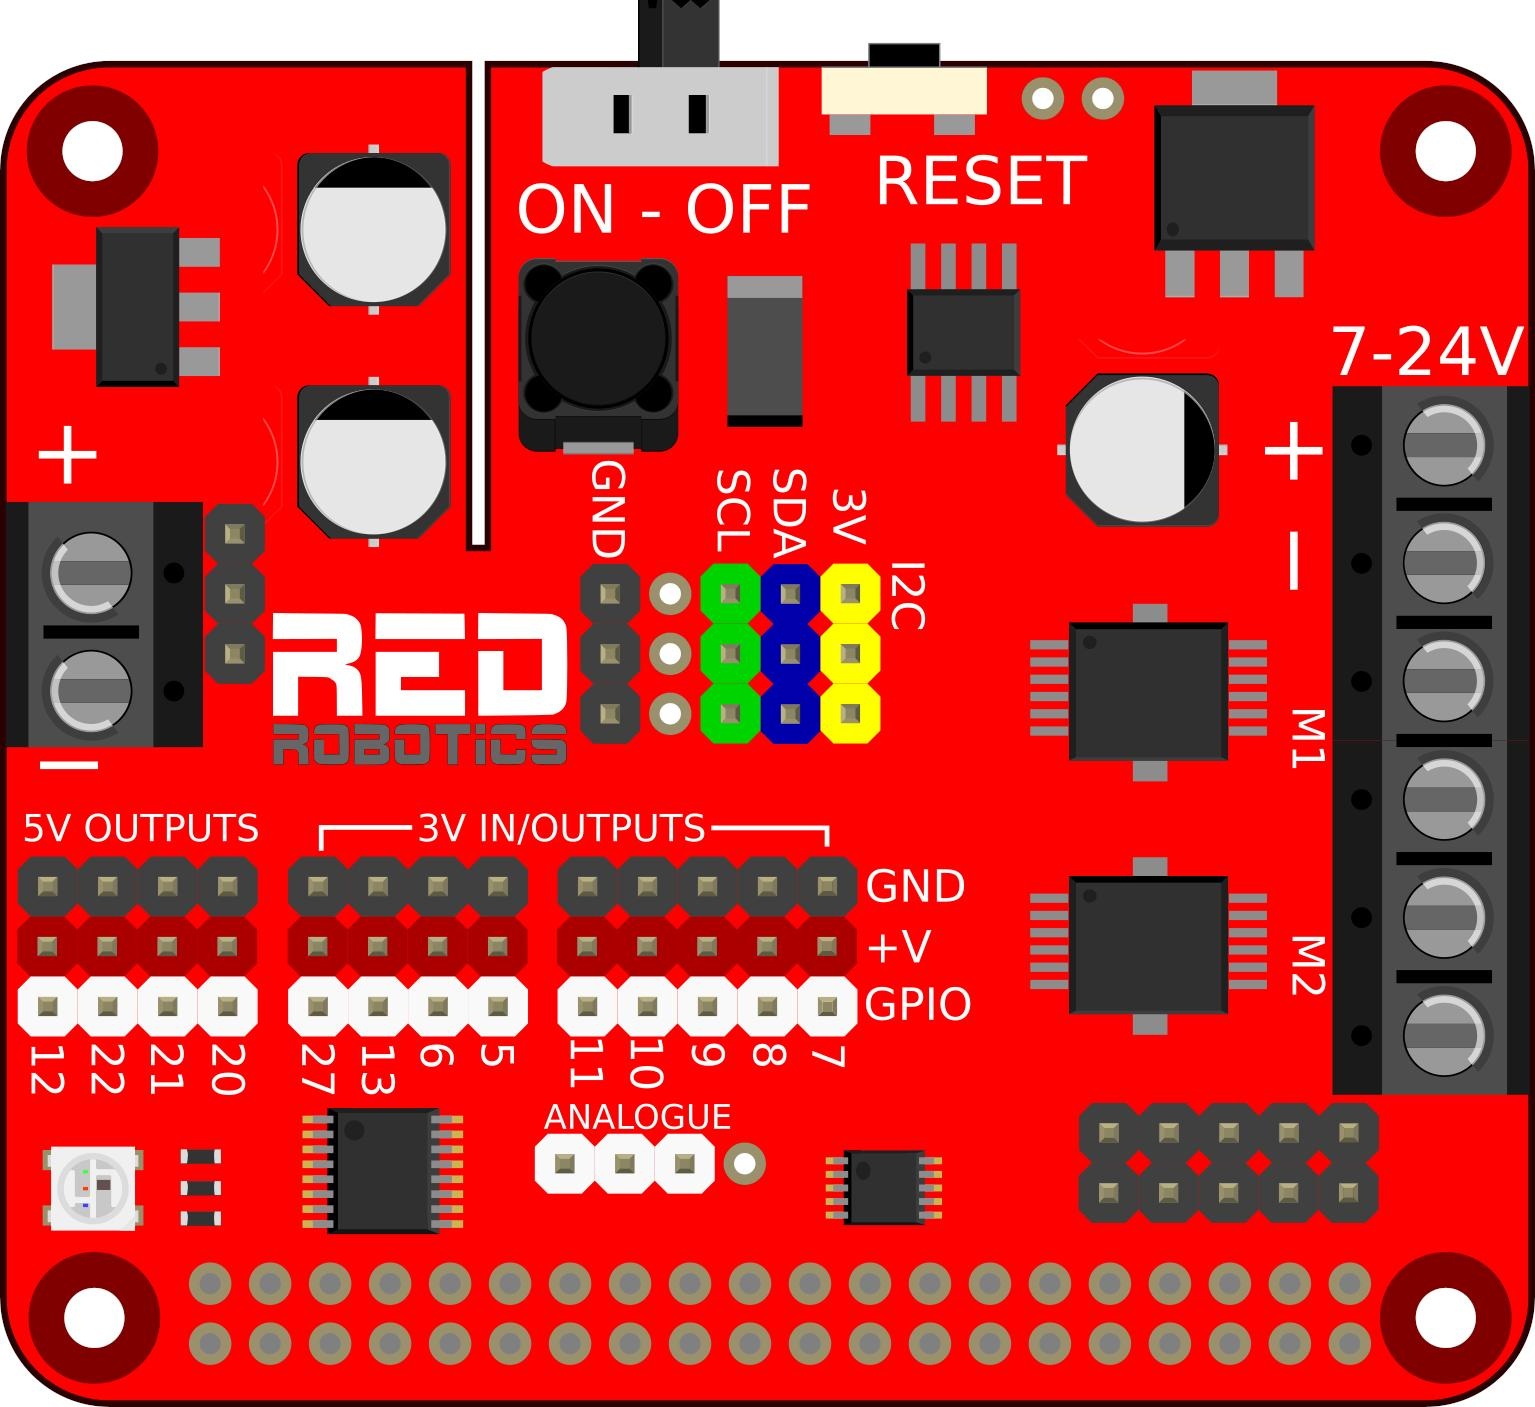 ON - OFF
RESET
7-24V
+
+
−
−
GND
SCL
SDA
3V
I2C
RED
ROBOTiCS
M1
M2
5V OUTPUTS
3V IN/OUTPUTS
GND
+V
GPIO
12 22 21 20 27 13 6 5 11 10 9 8 7
ANALOGUE